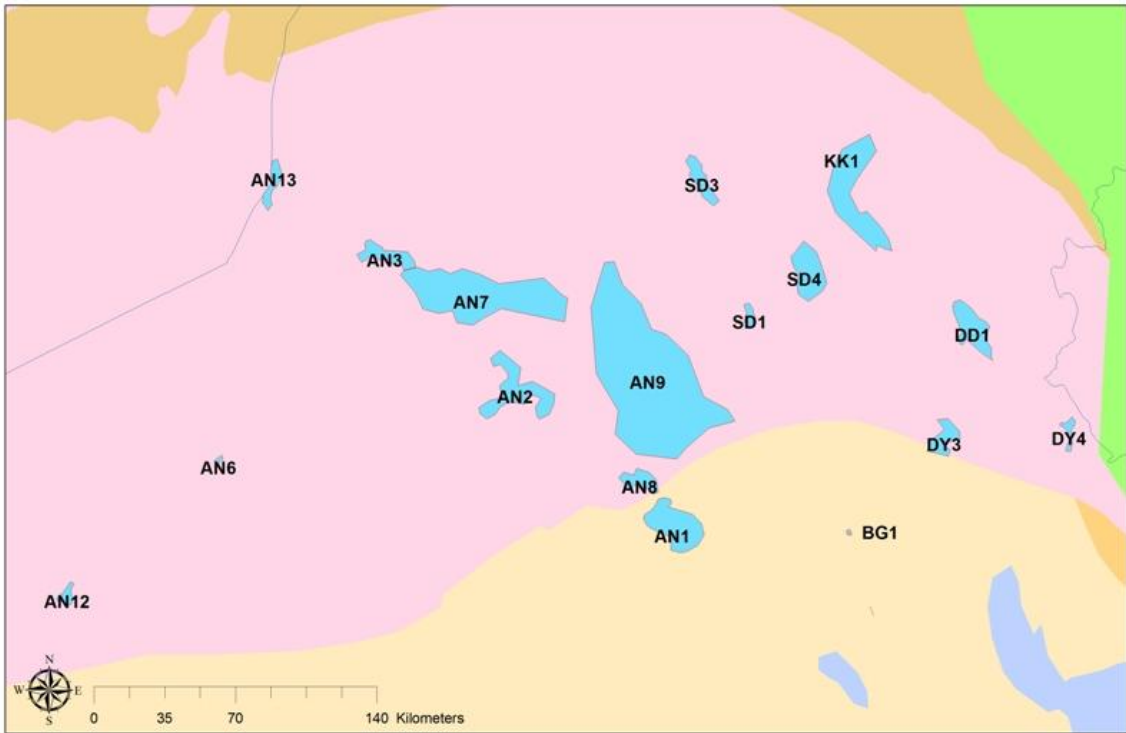 KK1
AN13
SD3
AN3
SD4
AN7
SD1
DD1
AN9
AN2
DY4
DY3
AN6
AN8
AN1
BG1
AN12
N
W E
S
0 35 70 140 Kilometers